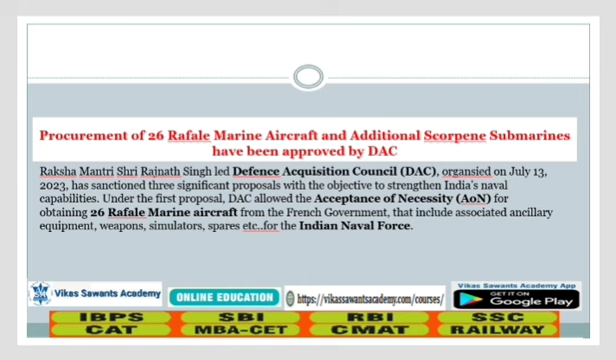 Procurement of 26 Rafale Marine Aircraft and Additional Scorpene Submarines
have been approved by DAC
Raksha Mantri Shri Rajnath Singh led Defence Acquisition Council (DAC), organsied on July 13,
2023, has sanctioned three significant proposals with the objective to strengthen India's naval
capabilities. Under the first proposal, DAC allowed the Acceptance of Necessity (AoN) for
obtaining 26 Rafale Marine aircraft from the French Government, that include associated ancillary
equipment, weapons, simulators, spares etc..for the Indian Naval Force.
Vikas Sawants Academy
ONLINE EDUCATION
https://vikassawantsacademy.com/courses/
Vikas Sawants Academy App
GET IT ON
Google Play
IBPS SBI RBI SSC
CAT MBA-CET CMAT RAILWAY